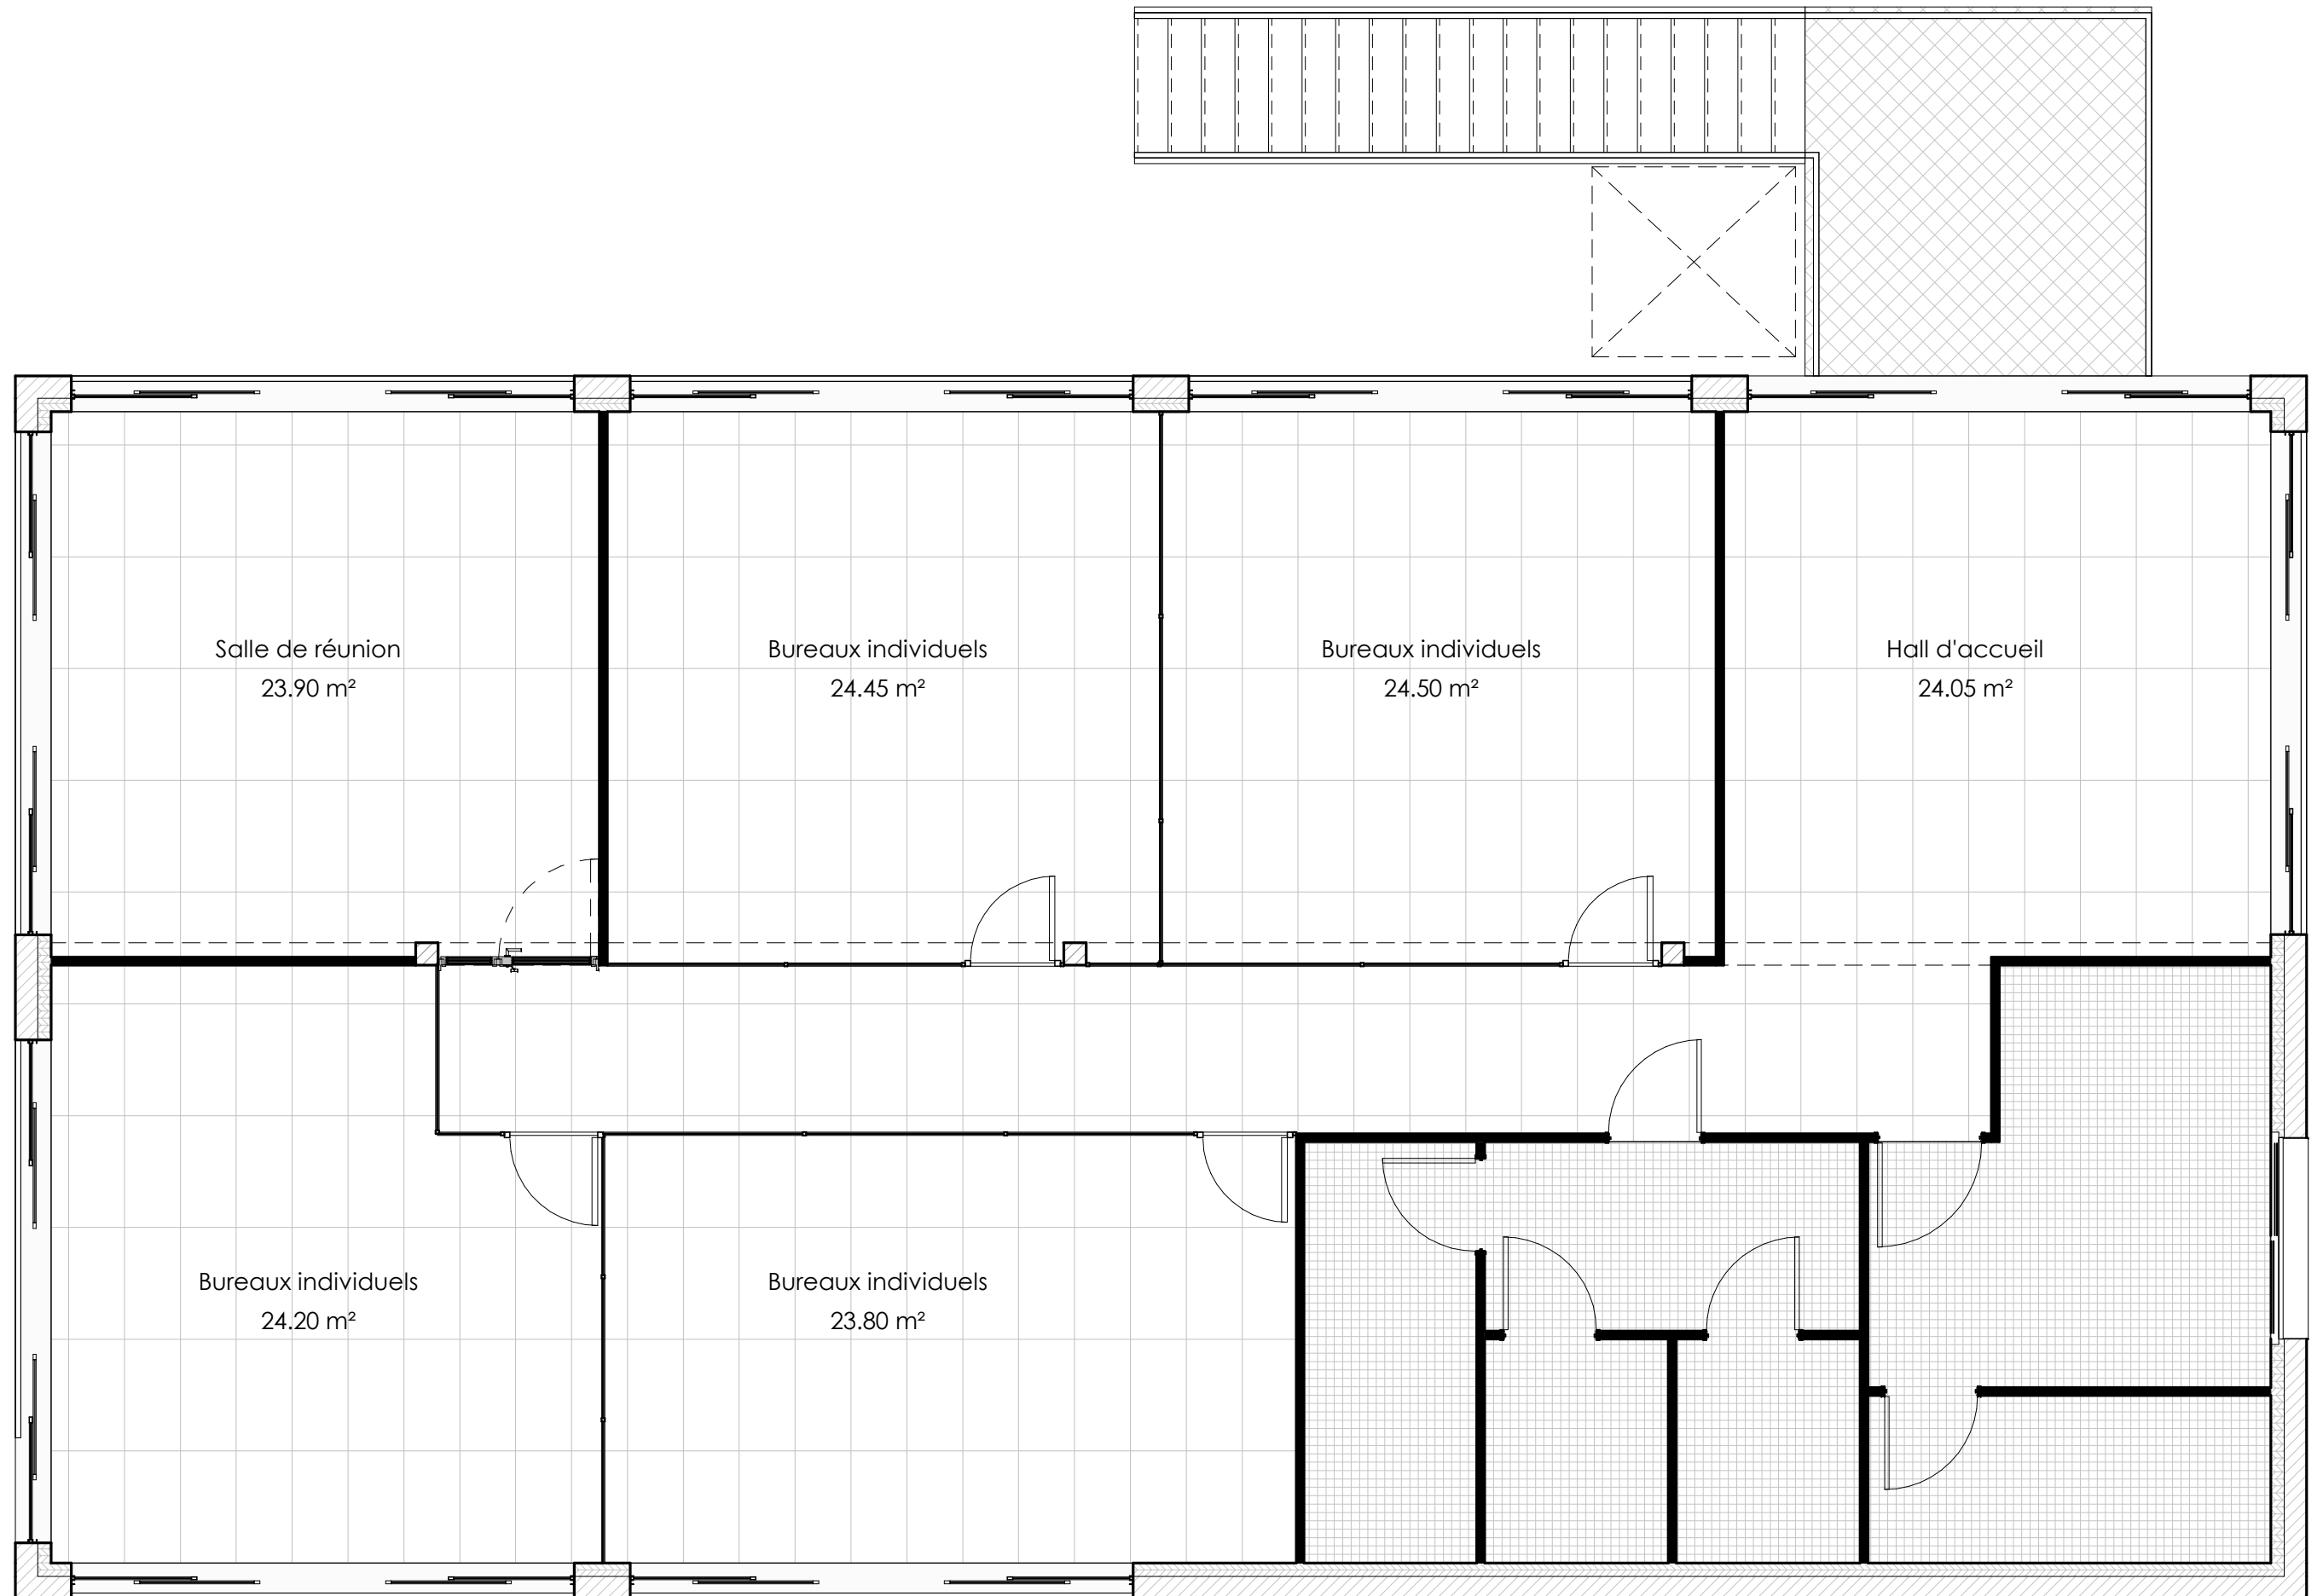 Salle de réunion
23.90 m²
Bureaux individuels
24.45 m²
Bureaux individuels
24.50 m²
Hall d'accueil
24.05 m²
Bureaux individuels
24.20 m²
Bureaux individuels
23.80 m²